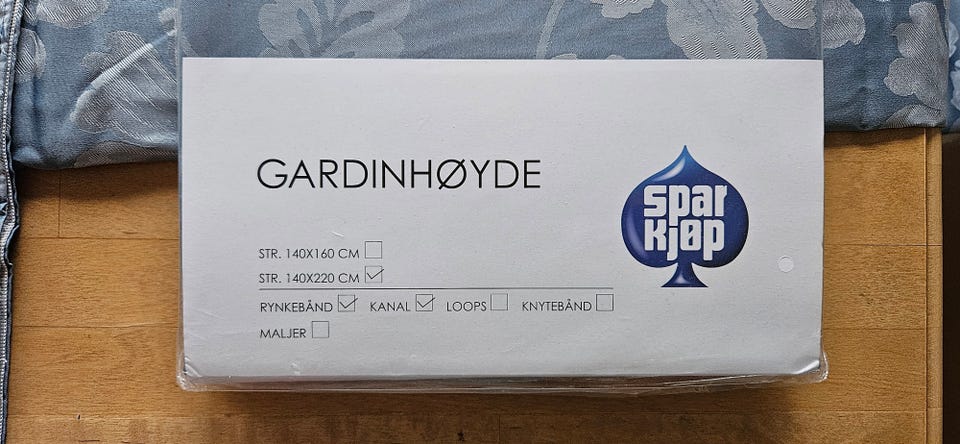 GARDINHØYDE
spar
kjøp
STR. 140X160 CM
STR. 140X220 CM
RYNKEBÅND KANAL LOOPS KNYTEBÅND
MALJER